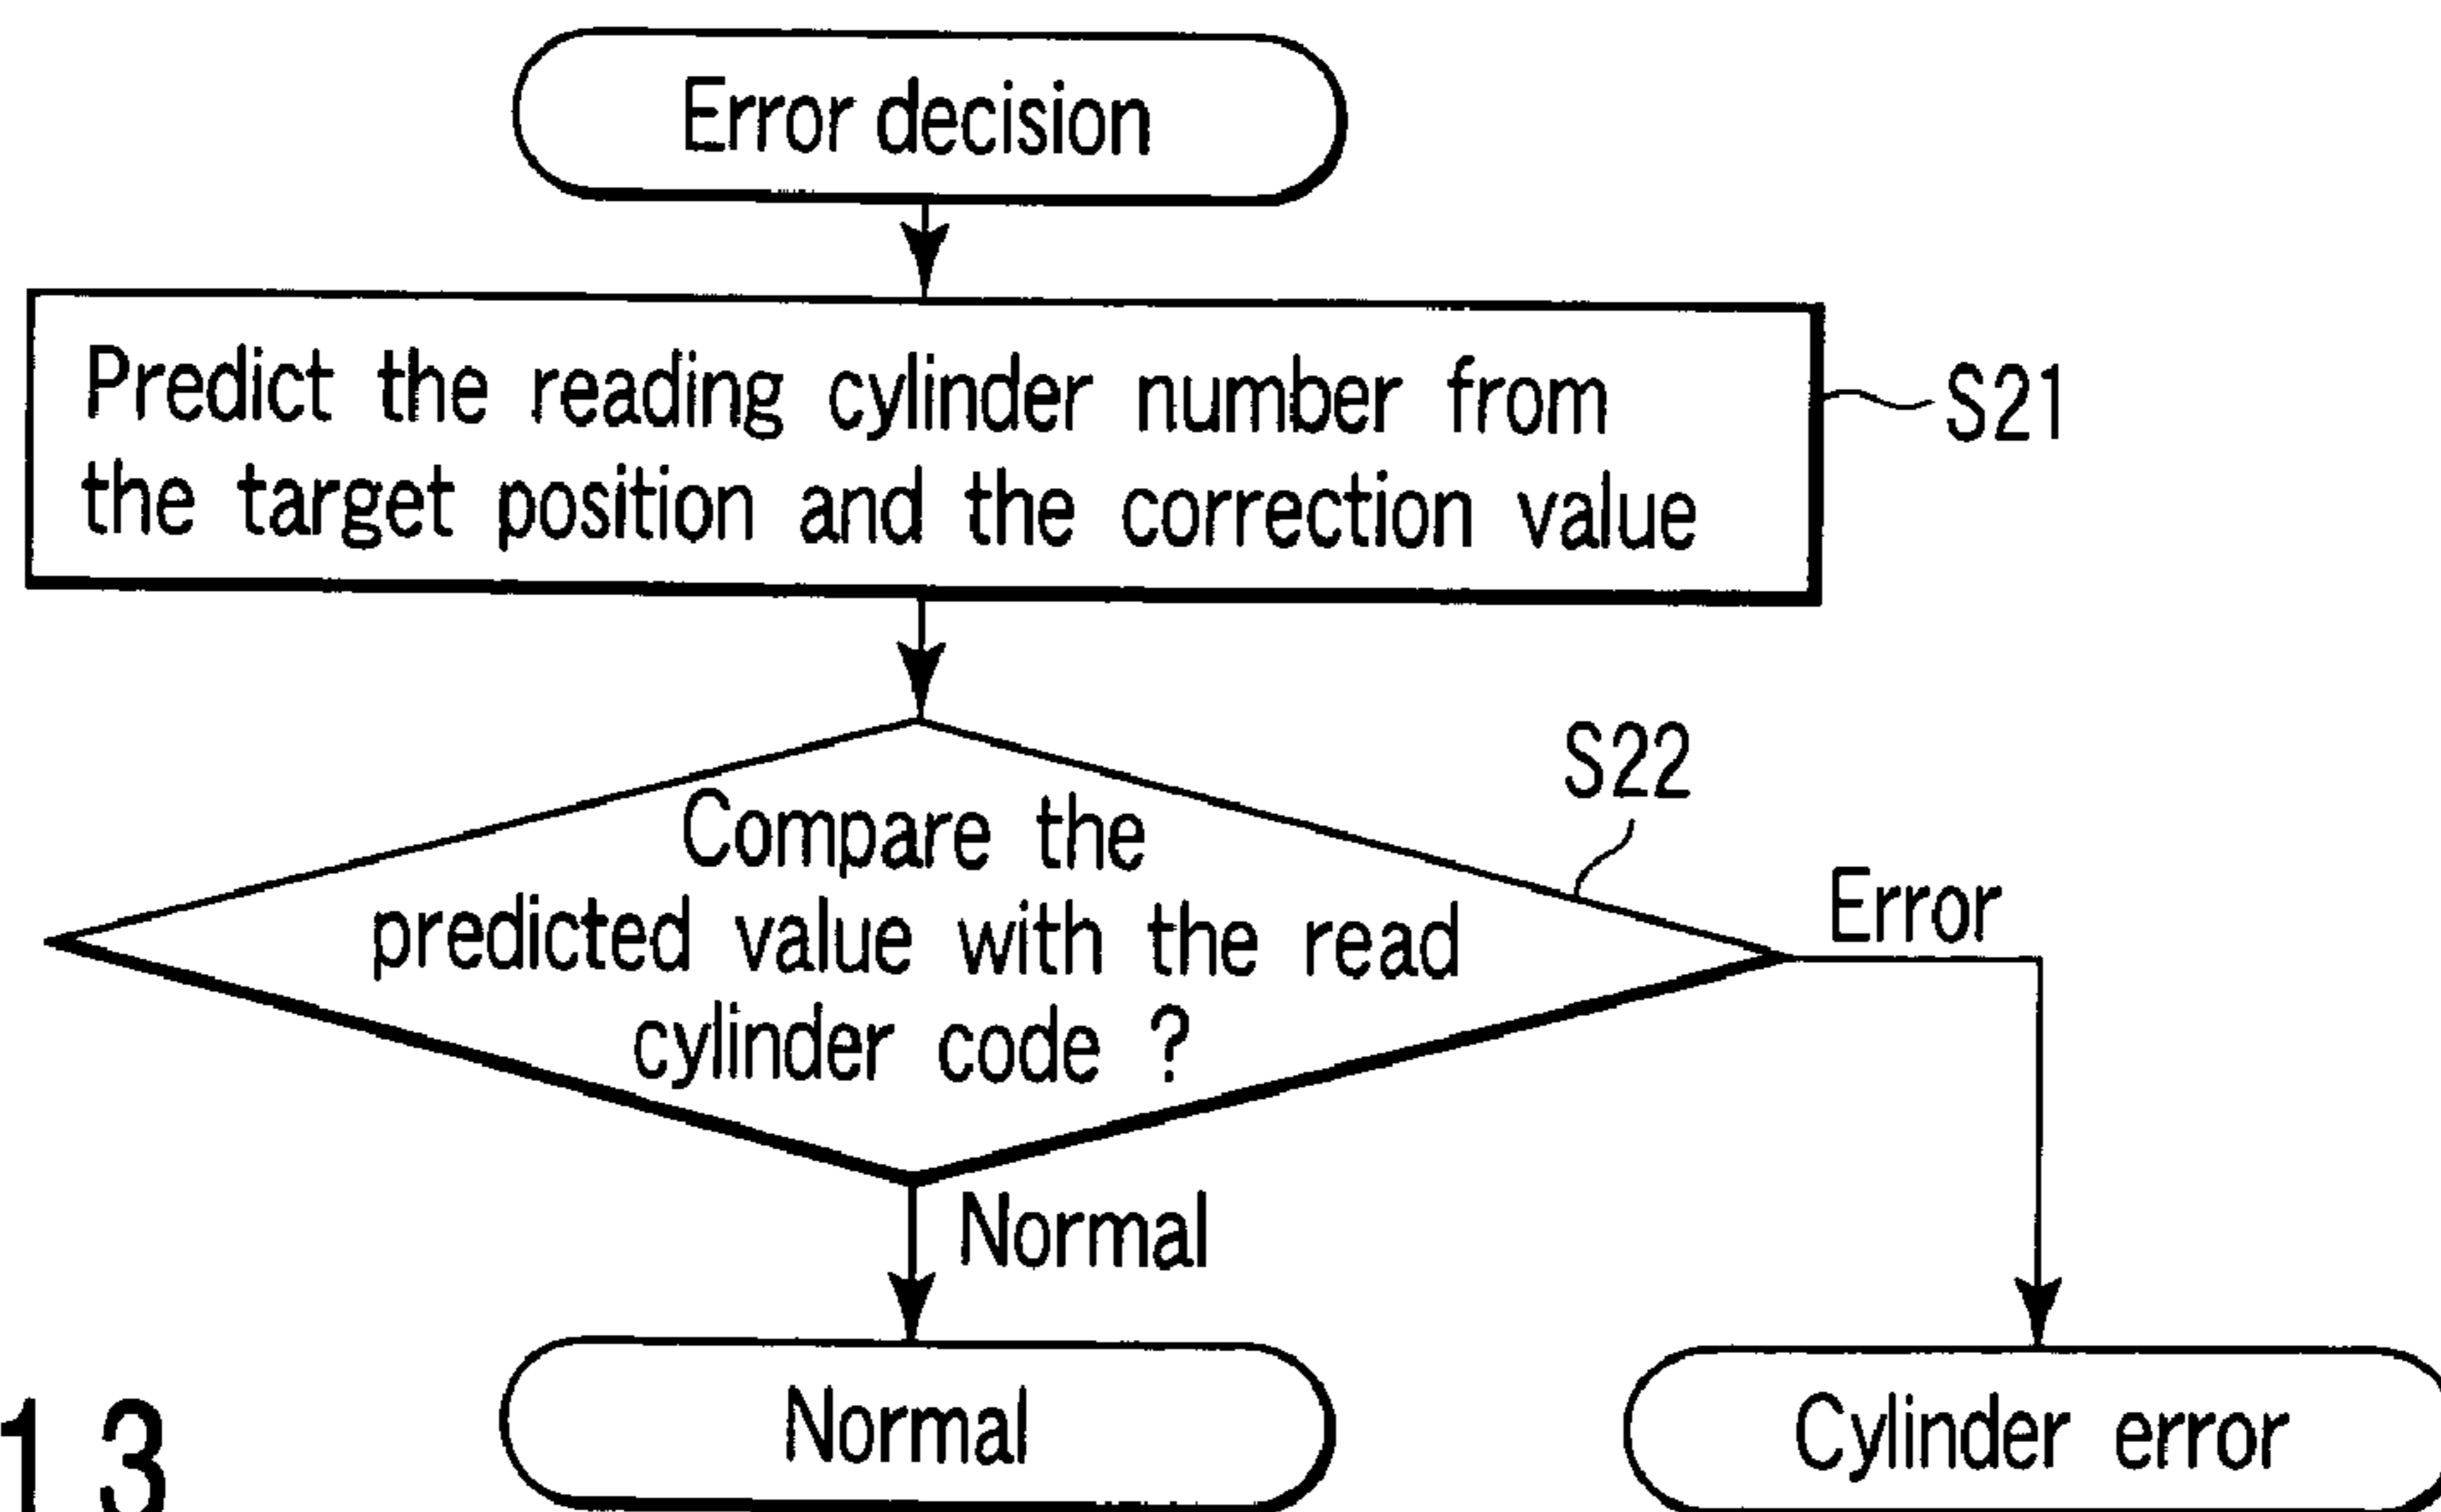 Error decision
Predict the reading cylinder number from
the target position and the correction value
S21
S22
Compare the
predicted value with the read
cylinder code ?
Error
Normal
Normal
Cylinder error
13